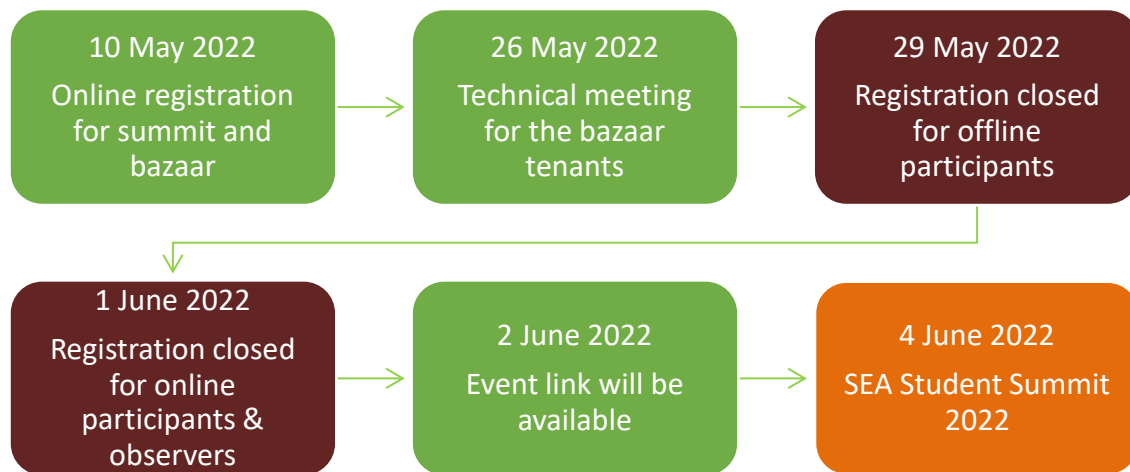 10 May 2022
Online registration
for summit and
bazaar
26 May 2022
Technical meeting
for the bazaar
tenants
29 May 2022
Registration closed
for offline
participants
1 June 2022
Registration closed
for online
participants &
observers
2 June 2022
Event link will be
available
4 June 2022
SEA Student Summit
2022